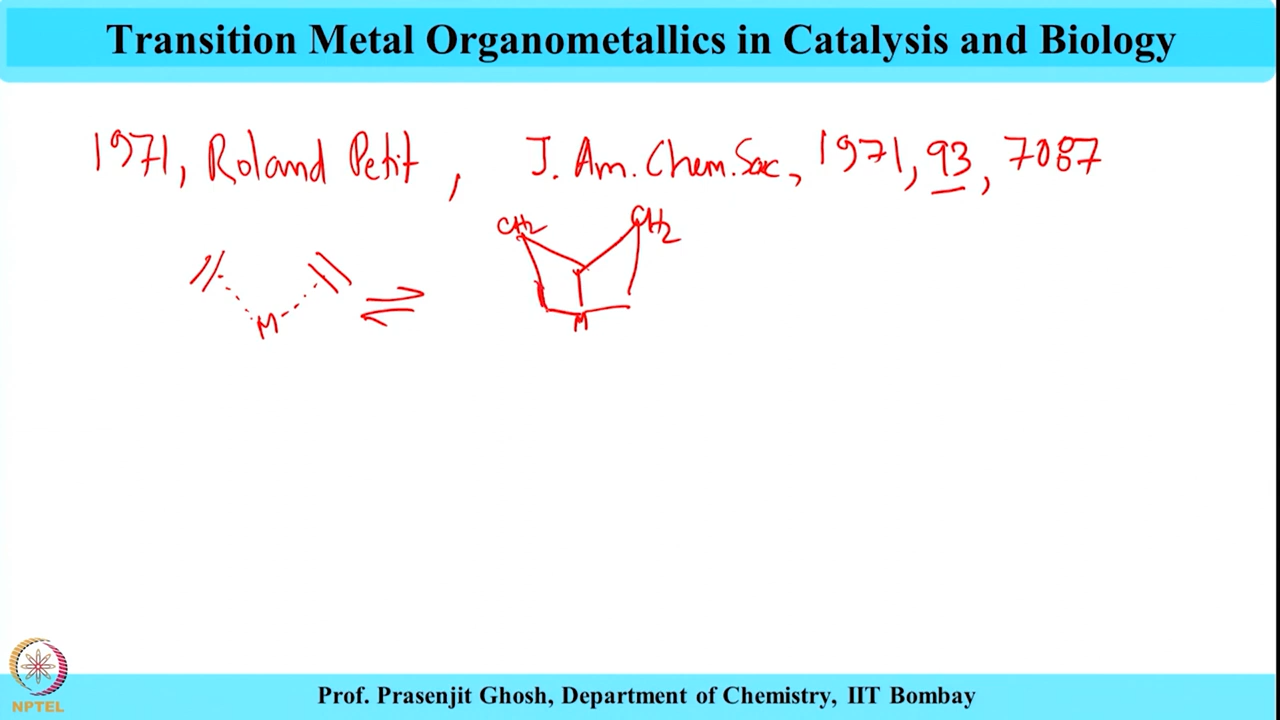 Transition Metal Organometallics in Catalysis and Biology
1971, Roland Petit, J. Am. Chem. Soc, 1971, 93, 7087
CH2 CH2
M M
NPTEL
Prof. Prasenjit Ghosh, Department of Chemistry, IIT Bombay